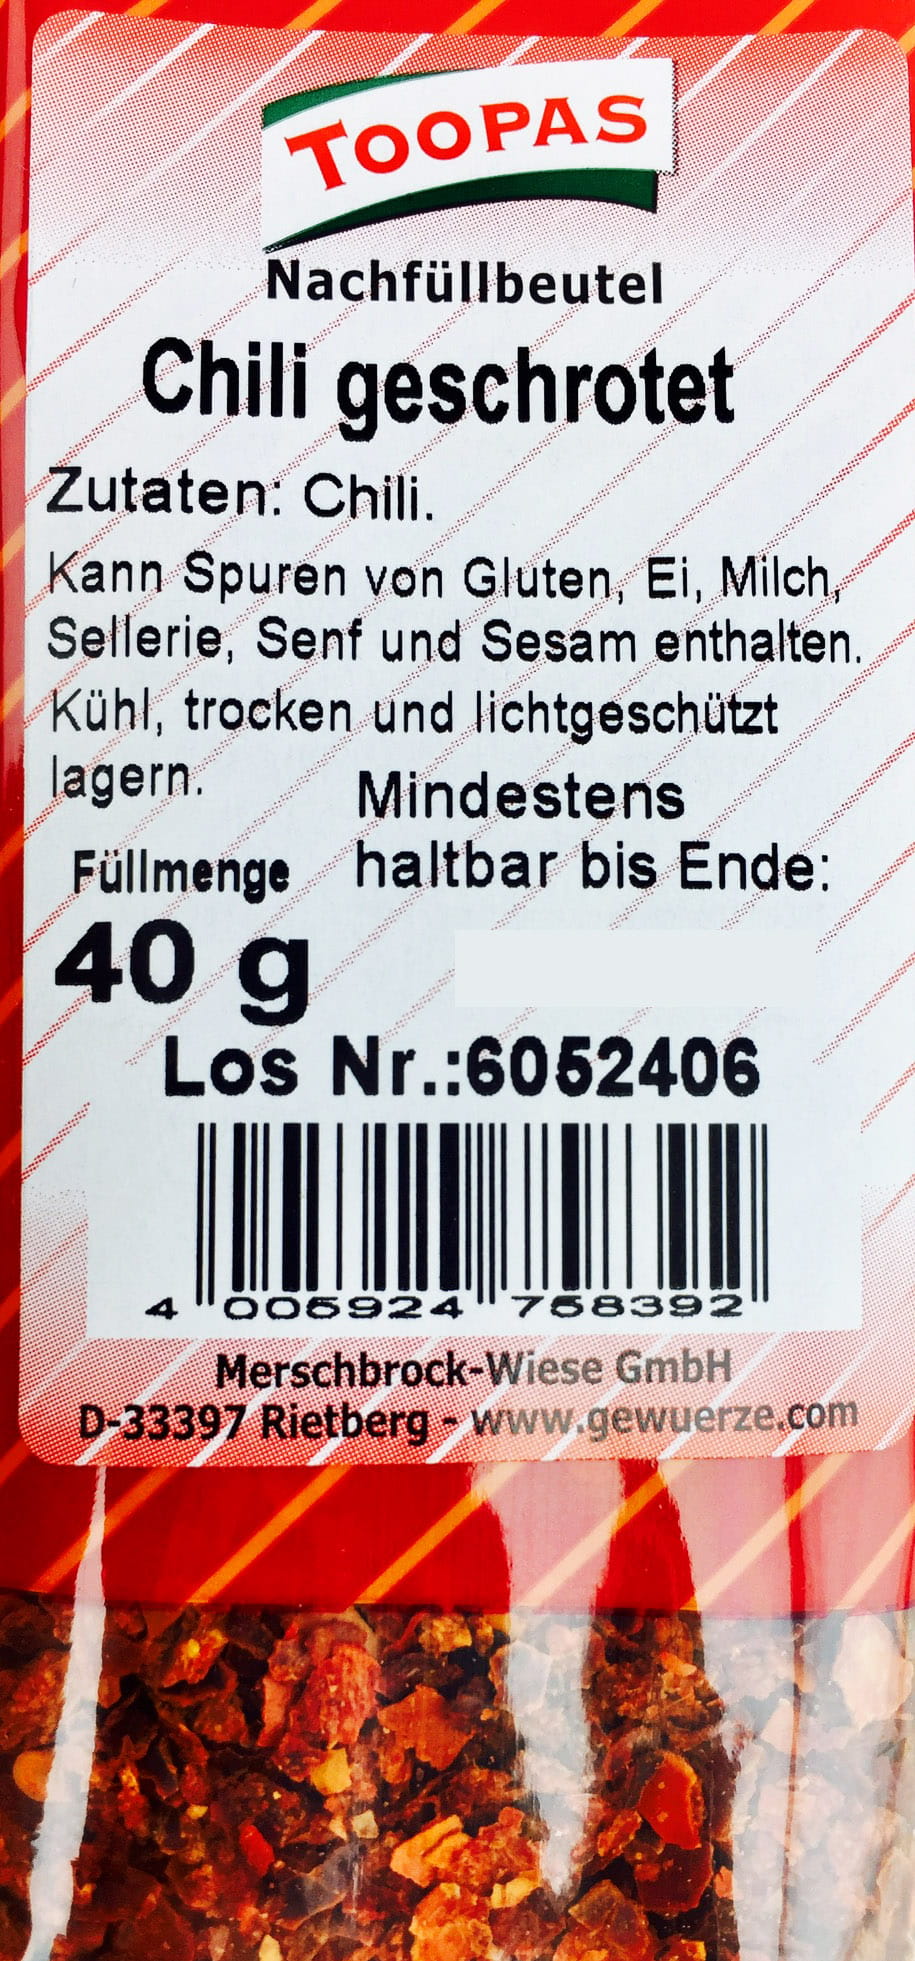 TOOPAS
Nachfüllbeutel
Chili geschrotet
Zutaten: Chili.
Kann Spuren von Gluten, Ei, Milch,
Sellerie, Senf und Sesam enthalten.
Kühl, trocken und lichtgeschützt
lagern.
Mindestens
haltbar bis Ende:
Füllmenge
40 g
Los Nr.:6052406
4 005924 758392
Merschbrock-Wiese GmbH
D-33397 Rietberg - www.gewuerze.com